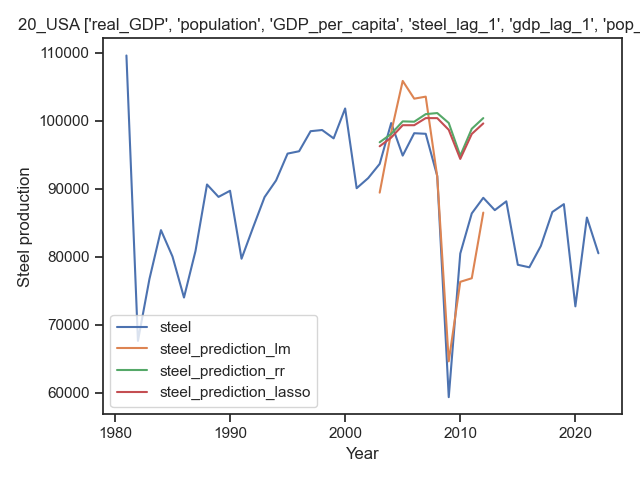 20_USA ['real_GDP', 'population', 'GDP_per_capita', 'steel_lag_1', 'gdp_lag_1', 'pop_
110000
100000
90000
80000
70000
60000
Steel production
steel
steel_prediction_lm
steel_prediction_rr
steel_prediction_lasso
1980
1990
2000
2010
2020
Year